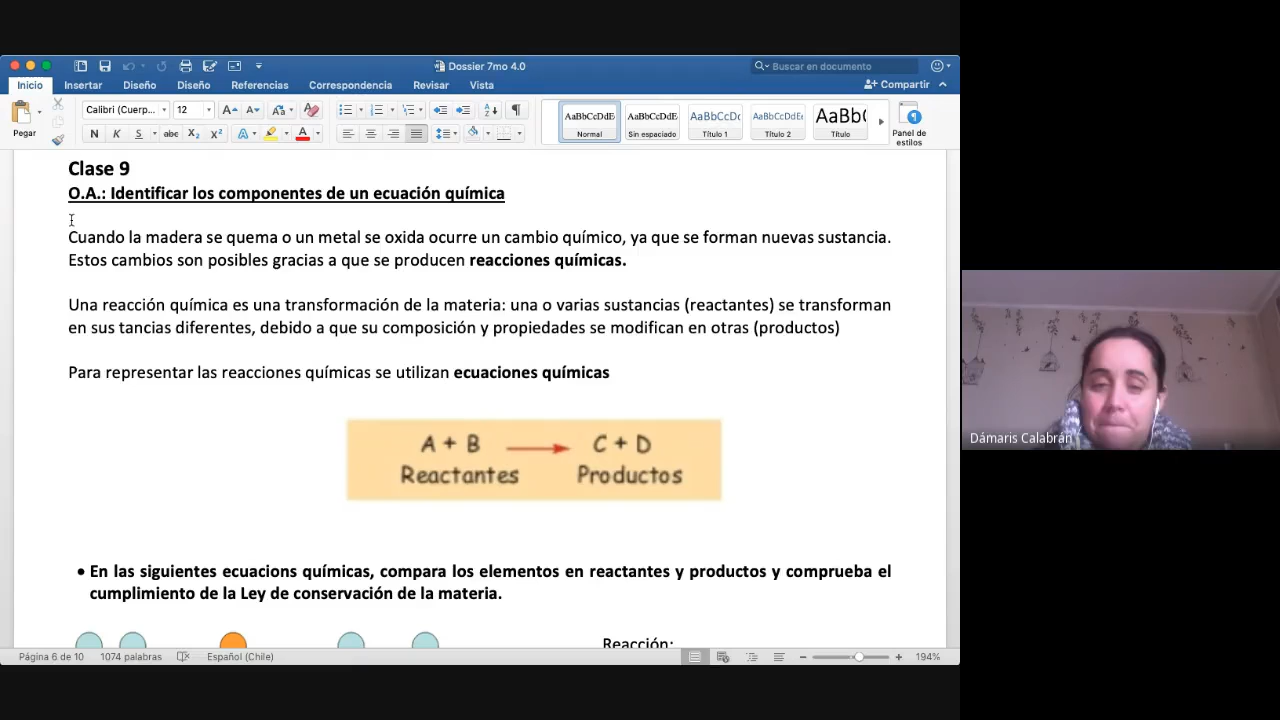 Dossier 7mo 4.0
Buscar en documento
Inicio Insertar Diseño Diseño Referencias Correspondencia Revisar Vista
Compartir
Pegar
Calibri (Cuerp... 12
N K S abc X2 X2
AaBbCcDdE Normal
AaBbCcDdE Sin espaciado
AaBbCcDc Título 1
AaBbCcDdEe Título 2
AaBb( Título
Panel de estilos
Clase 9
O.A.: Identificar los componentes de un ecuación química
Cuando la madera se quema o un metal se oxida ocurre un cambio químico, ya que se forman nuevas sustancia.
Estos cambios son posibles gracias a que se producen reacciones químicas.
Una reacción química es una transformación de la materia: una o varias sustancias (reactantes) se transforman
en sus tancias diferentes, debido a que su composición y propiedades se modifican en otras (productos)
Para representar las reacciones químicas se utilizan ecuaciones químicas
A + B → C + D
Reactantes Productos
• En las siguientes ecuacions químicas, compara los elementos en reactantes y productos y comprueba el
cumplimiento de la Ley de conservación de la materia.
Reacción:
Página 6 de 10 1074 palabras Español (Chile) 194%
Dámaris Calabrán